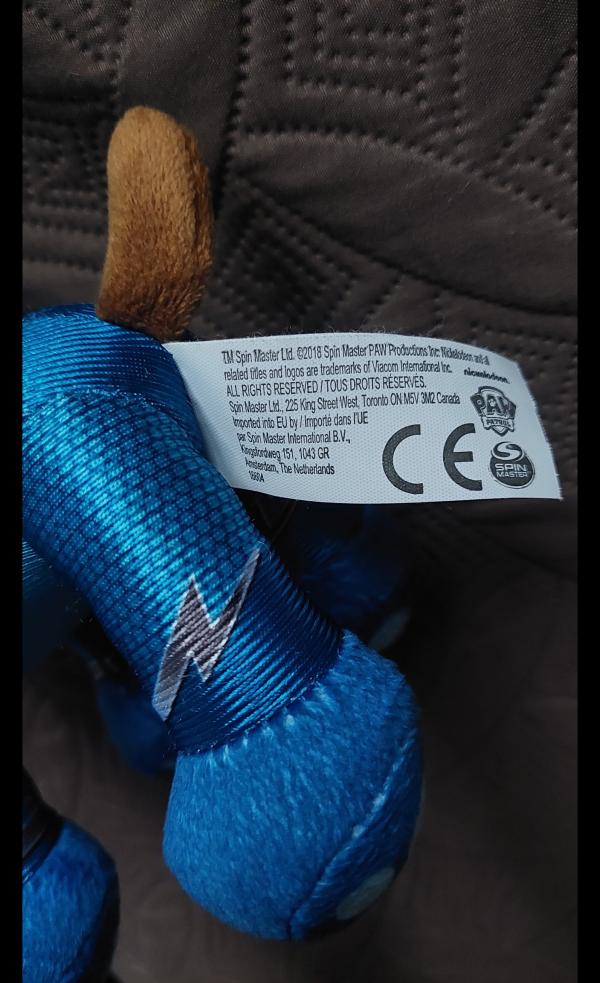 TM Spin Master Ltd. ©2018 Spin Master PAW Productions Inc. Nickelodeon and all
related titles and logos are trademarks of Viacom International Inc.
nickelodeon
ALL RIGHTS RESERVED / TOUS DROITS RÉSERVÉS.
Spin Master Ltd., 225 King Street West, Toronto ON M5V 3M2 Canada
Imported into EU by / Importé dans l'UE
par Spin Master International B.V.,
Kingsfordweg 151, 1043 GR
Amsterdam, The Netherlands
16604
CE
PAW
PATROL
SPIN
MASTER